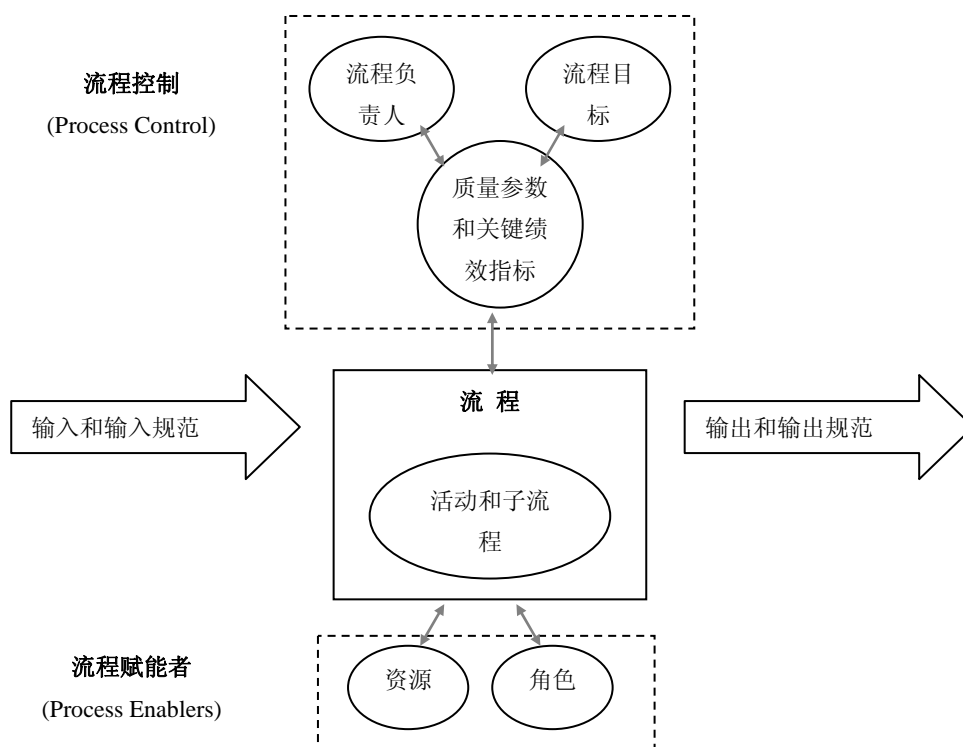 流程控制
(Process Control)
流程负
责人
流程目
标
质量参数
和关键绩
效指标
流 程
输入和输入规范
输出和输出规范
活动和子流
程
流程赋能者
(Process Enablers)
资源
角色